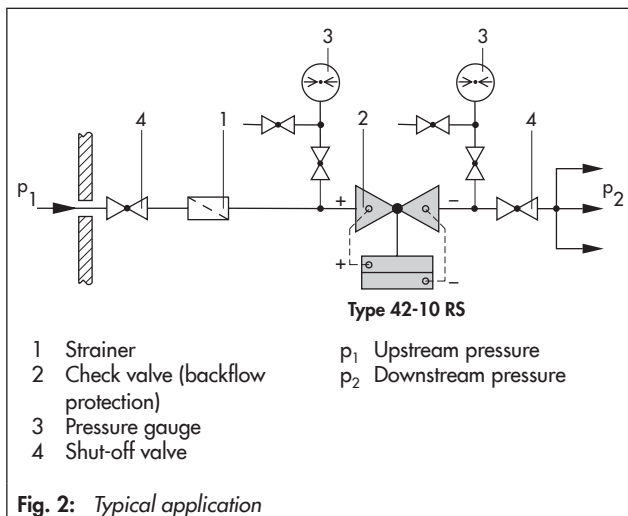 3 3
4 1 2 4
p1 + − p2
+
−
Type 42-10 RS
1 Strainer
2 Check valve (backflow
protection)
3 Pressure gauge
4 Shut-off valve
p1 Upstream pressure
p2 Downstream pressure
Fig. 2: Typical application